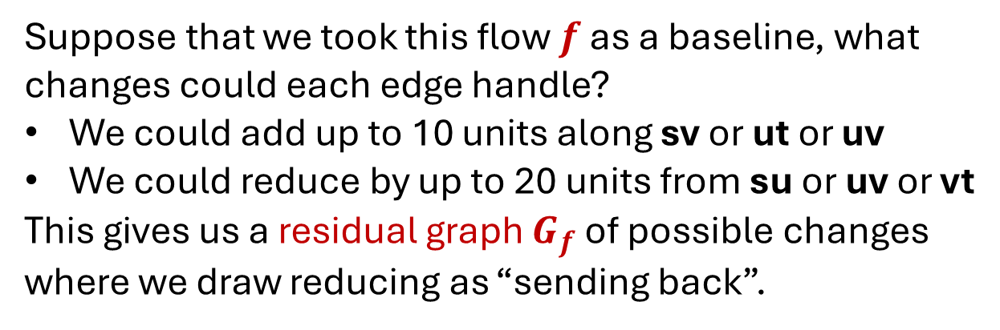 Suppose that we took this flow f as a baseline, what
changes could each edge handle?
• We could add up to 10 units along sv or ut or uv
• We could reduce by up to 20 units from su or uv or vt
This gives us a residual graph G_f of possible changes
where we draw reducing as “sending back”.